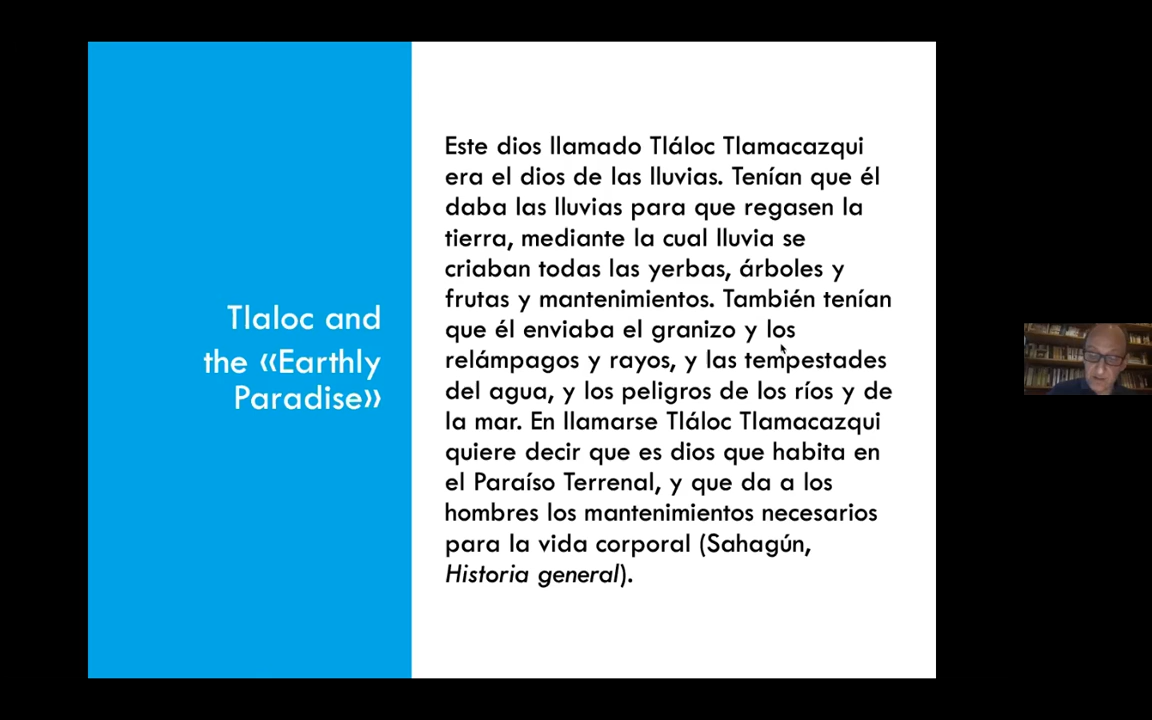 Tlaloc and
the «Earthly
Paradise»
Este dios llamado Tláloc Tlamacazqui
era el dios de las lluvias. Tenían que él
daba las lluvias para que regasen la
tierra, mediante la cual lluvia se
criaban todas las yerbas, árboles y
frutas y mantenimientos. También tenían
que él enviaba el granizo y los
relámpagos y rayos, y las tempestades
del agua, y los peligros de los ríos y de
la mar. En llamarse Tláloc Tlamacazqui
quiere decir que es dios que habita en
el Paraíso Terrenal, y que da a los
hombres los mantenimientos necesarios
para la vida corporal (Sahagún,
Historia general).